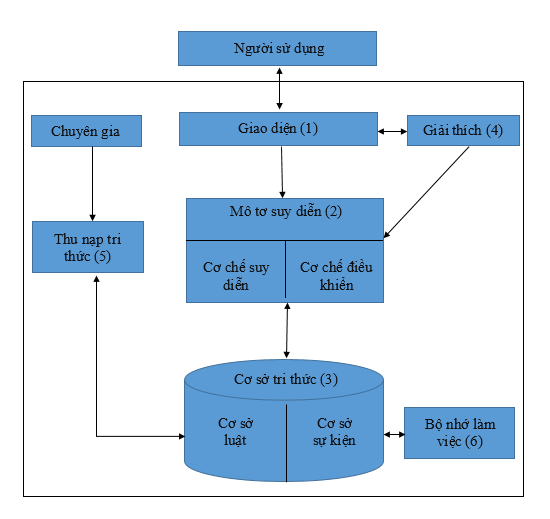 Người sử dụng
Chuyên gia
Giao diện (1)
Giải thích (4)
Mô tơ suy diễn (2)
Thu nạp tri
thức (5)
Cơ chế suy
diễn
Cơ chế điều
khiển
Cơ sở tri thức (3)
Cơ sở
luật
Cơ sở
sự kiện
Bộ nhớ làm
việc (6)